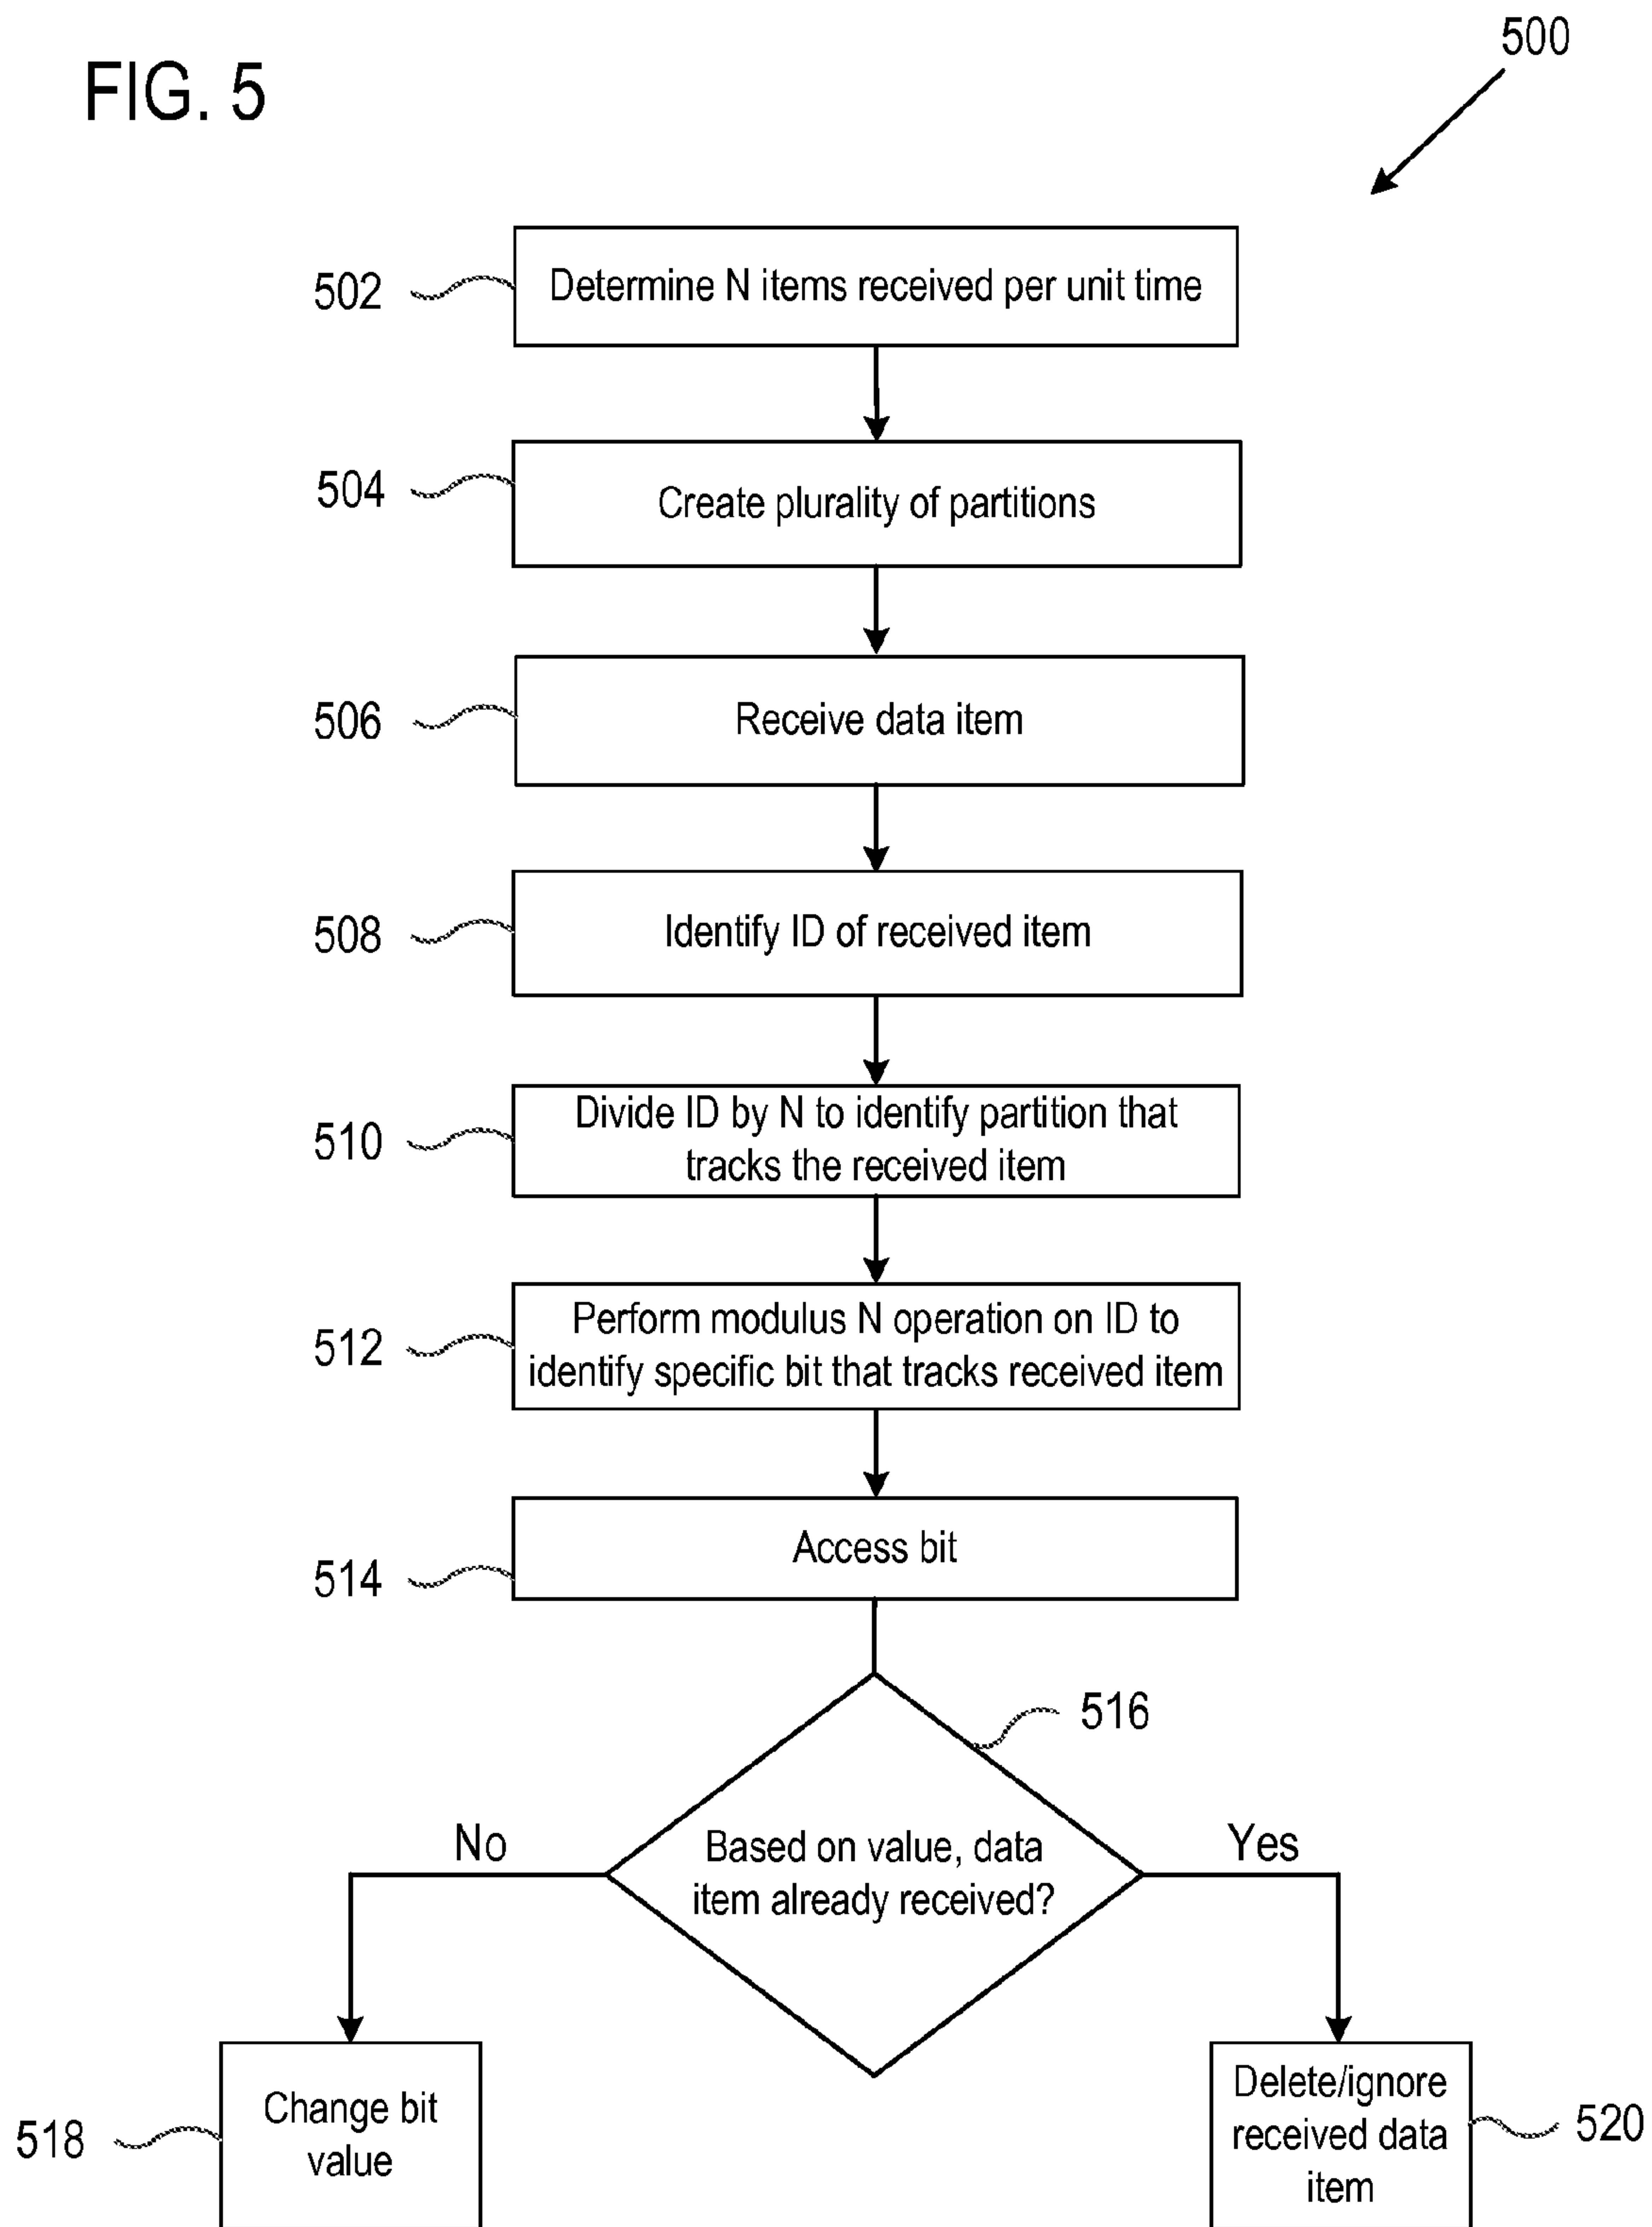 500
FIG. 5
502
Determine N items received per unit time
504
Create plurality of partitions
506
Receive data item
508
Identify ID of received item
510
Divide ID by N to identify partition that
tracks the received item
512
Perform modulus N operation on ID to
identify specific bit that tracks received item
514
Access bit
516
No
Based on value, data
item already received?
Yes
518
Change bit
value
Delete/ignore
received data
item
520